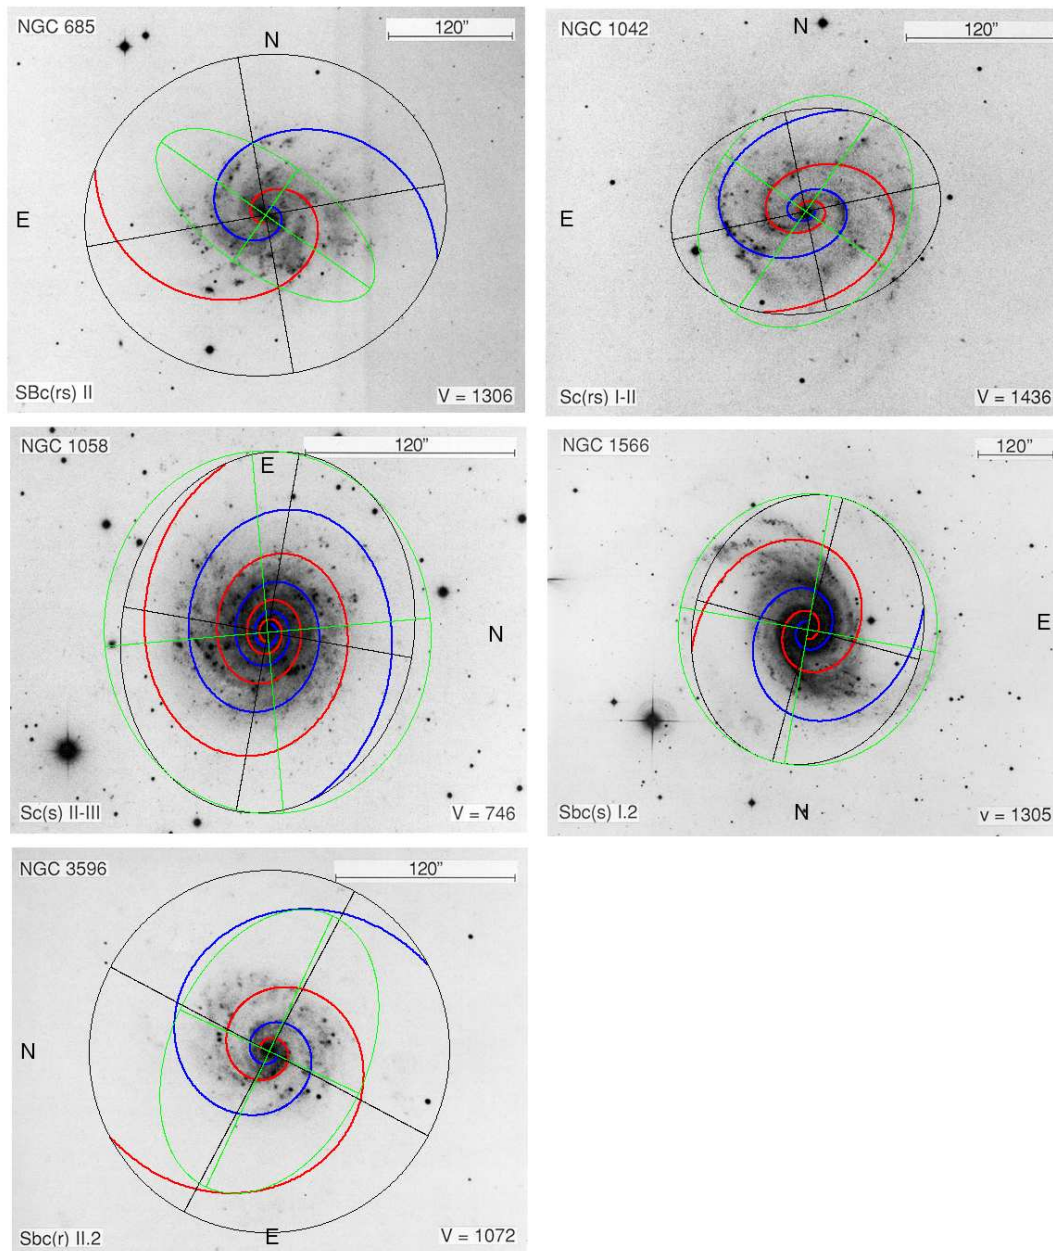 NGC 685
120"
N
E
SBc(rs) II
V = 1306
NGC 1042
N
120"
E
Sc(rs) I-II
V = 1436
NGC 1058
120"
E
N
Sc(s) II-III
V = 746
NGC 1566
120"
E
Sbc(s) I.2
N
v = 1305
NGC 3596
120"
N
Sbc(r) II.2
E
V = 1072